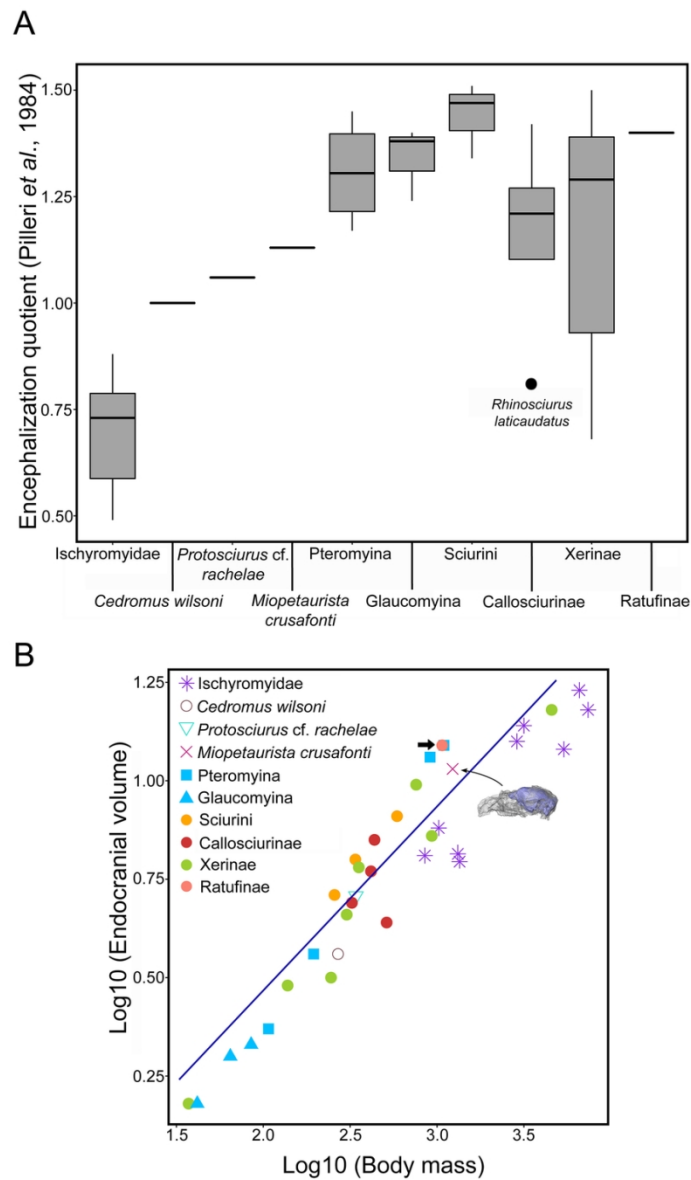 A
Encephalization quotient (Pilleri et al., 1984)
1.50
1.25
1.00
0.75
0.50
Rhinosciurus
laticaudatus
Ischyromyidae
Cedromus wilsoni
Protosciurus cf.
rachelae
Miopetaurista
crusafonti
Pteromyina
Glaucomyina
Sciurini
Callosciurinae
Xerinae
Ratufinae
B
Log10 (Endocranial volume)
1.25
1.00
0.75
0.50
0.25
Ischyromyidae
Cedromus wilsoni
Protosciurus cf. rachelae
Miopetaurista crusafonti
Pteromyina
Glaucomyina
Sciurini
Callosciurinae
Xerinae
Ratufinae
1.5 2.0 2.5 3.0 3.5
Log10 (Body mass)